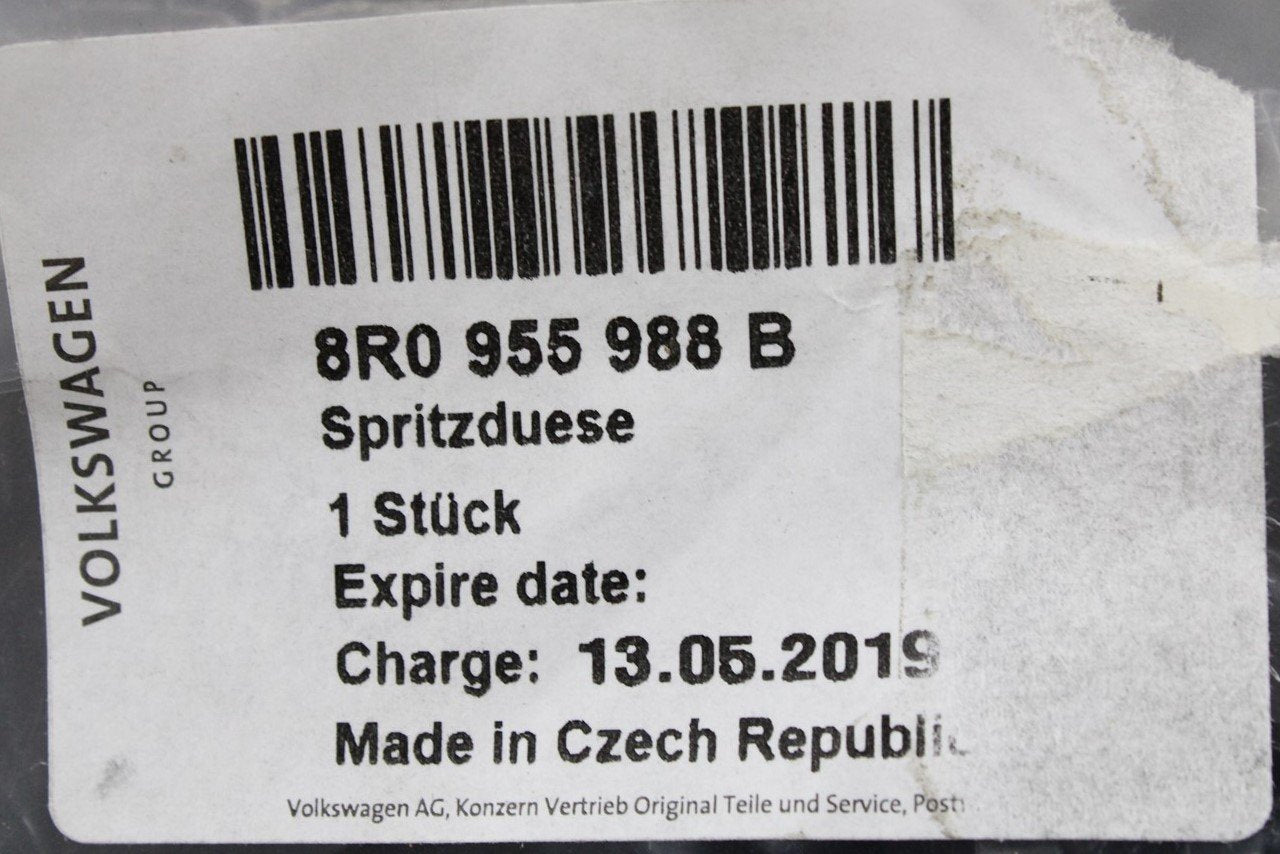 VOLKSWAGEN
GROUP
8R0 955 988 B
Spritzduese
1 Stück
Expire date:
Charge: 13.05.2019
Made in Czech Republic
Volkswagen AG, Konzern Vertrieb Original Teile und Service,